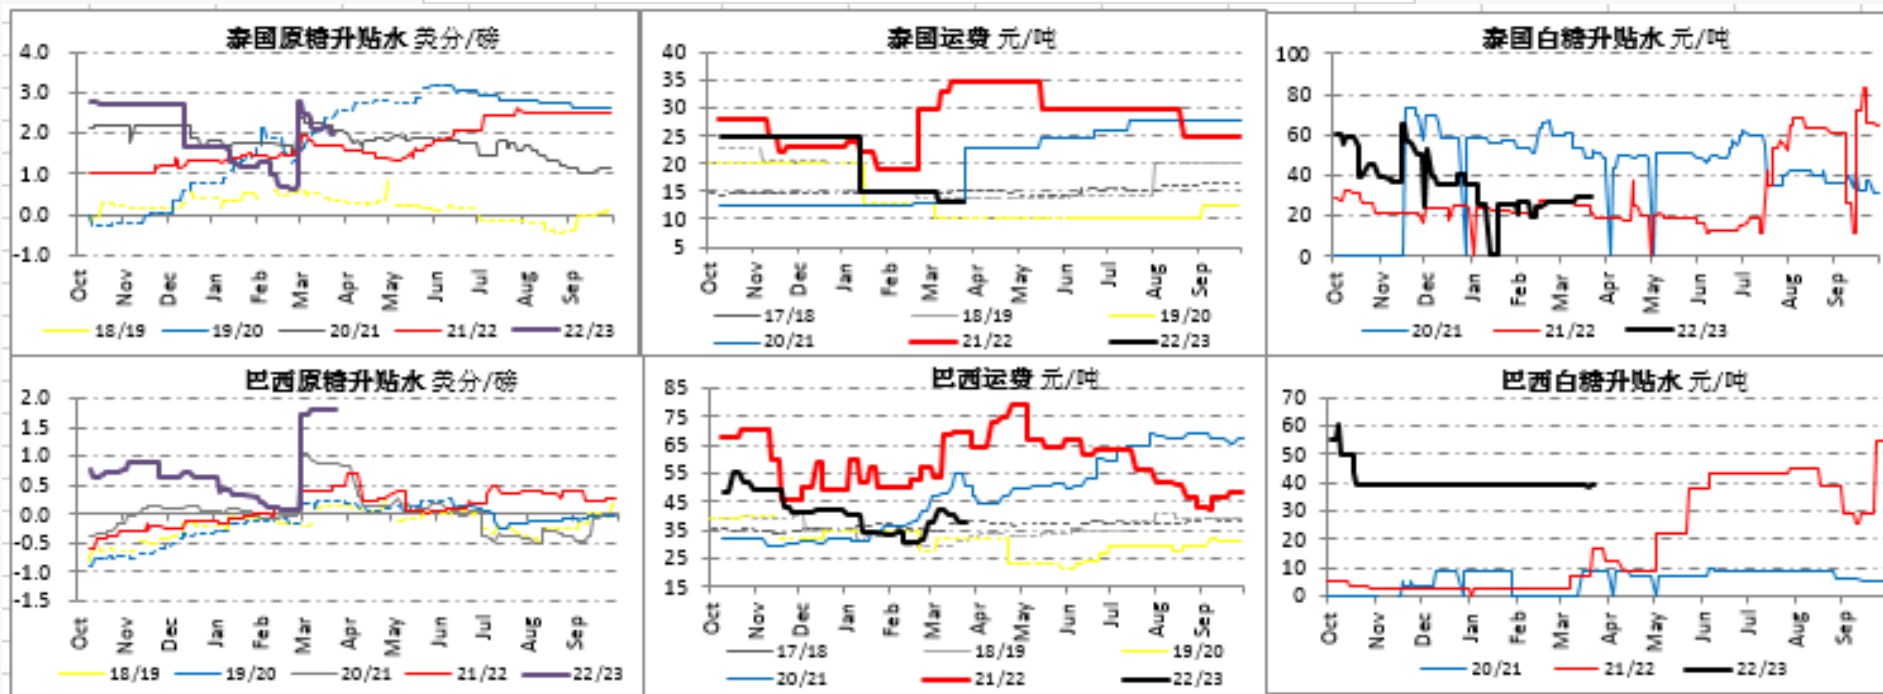 泰国原糖升贴水 美分/磅
4.0
3.0
2.0
1.0
0.0
-1.0
Oct Nov Dec Jan Feb Mar Apr May Jun Jul Aug Sep
18/19 19/20 20/21 21/22 22/23
泰国运费 元/吨
40
35
30
25
20
15
10
5
Oct Nov Dec Jan Feb Mar Apr May Jun Jul Aug Sep
17/18 18/19 19/20
20/21 21/22 22/23
泰国白糖升贴水 元/吨
100
80
60
40
20
0
Oct Nov Dec Jan Feb Mar Apr May Jun Jul Aug Sep
20/21 21/22 22/23
巴西原糖升贴水 美分/磅
2.0
1.5
1.0
0.5
0.0
-0.5
-1.0
-1.5
Oct Nov Dec Jan Feb Mar Apr May Jun Jul Aug Sep
18/19 19/20 20/21 21/22 22/23
巴西运费 元/吨
85
75
65
55
45
35
25
15
Oct Nov Dec Jan Feb Mar Apr May Jun Jul Aug Sep
17/18 18/19 19/20
20/21 21/22 22/23
巴西白糖升贴水 元/吨
70
60
50
40
30
20
10
0
Oct Nov Dec Jan Feb Mar Apr May Jun Jul Aug Sep
20/21 21/22 22/23